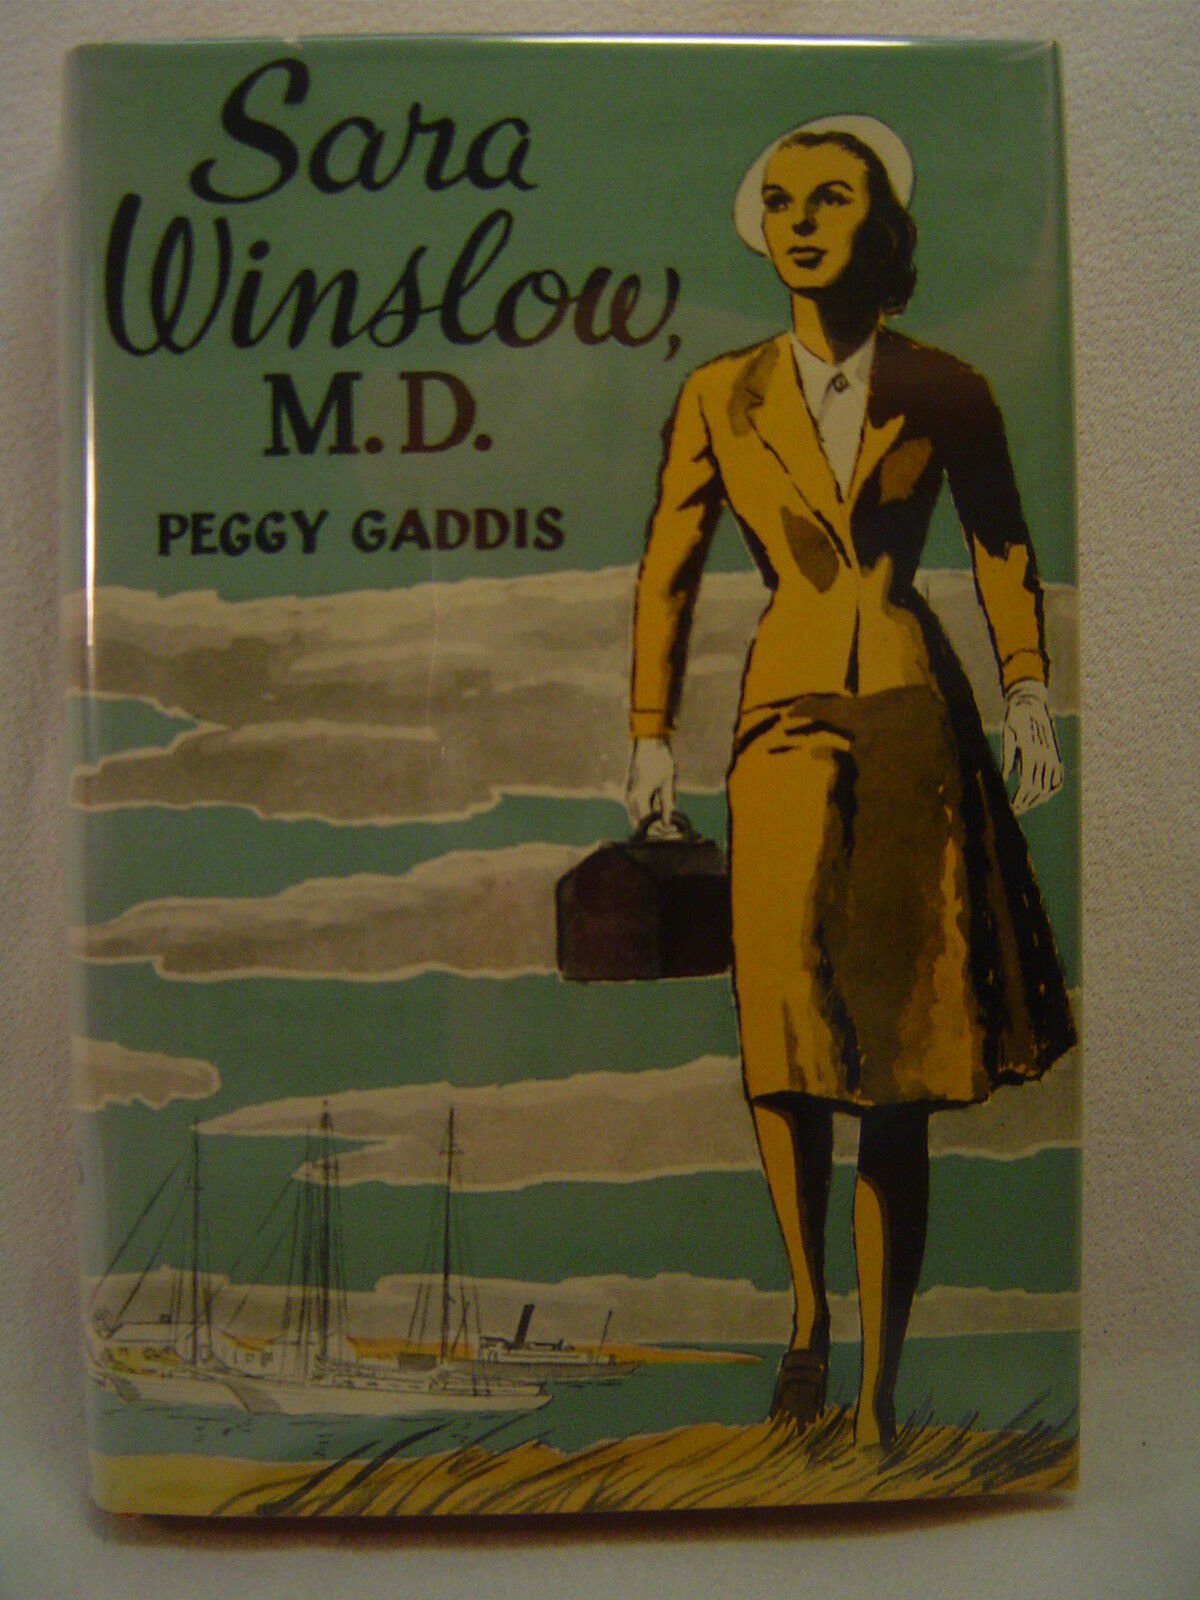 Sara
Winslow,
M.D.
PEGGY GADDIS